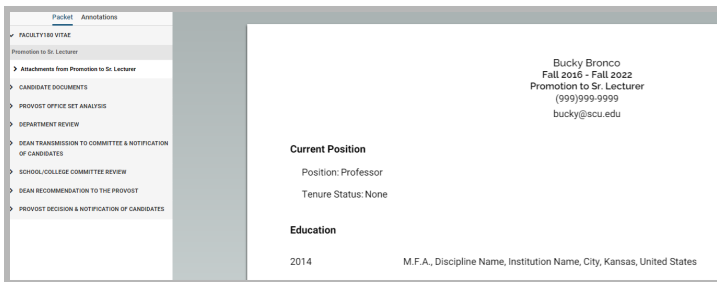 Packet Annotations
FACULTY180 VITAE
Promotion to Sr. Lecturer
Attachments from Promotion to Sr. Lecturer
CANDIDATE DOCUMENTS
PROVOST OFFICE SET ANALYSIS
DEPARTMENT REVIEW
DEAN TRANSMISSION TO COMMITTEE & NOTIFICATION
OF CANDIDATES
SCHOOL/COLLEGE COMMITTEE REVIEW
DEAN RECOMMENDATION TO THE PROVOST
PROVOST DECISION & NOTIFICATION OF CANDIDATES
Bucky Bronco
Fall 2016 - Fall 2022
Promotion to Sr. Lecturer
(999)999-9999
bucky@scu.edu
Current Position
Position: Professor
Tenure Status: None
Education
2014 M.F.A., Discipline Name, Institution Name, City, Kansas, United States